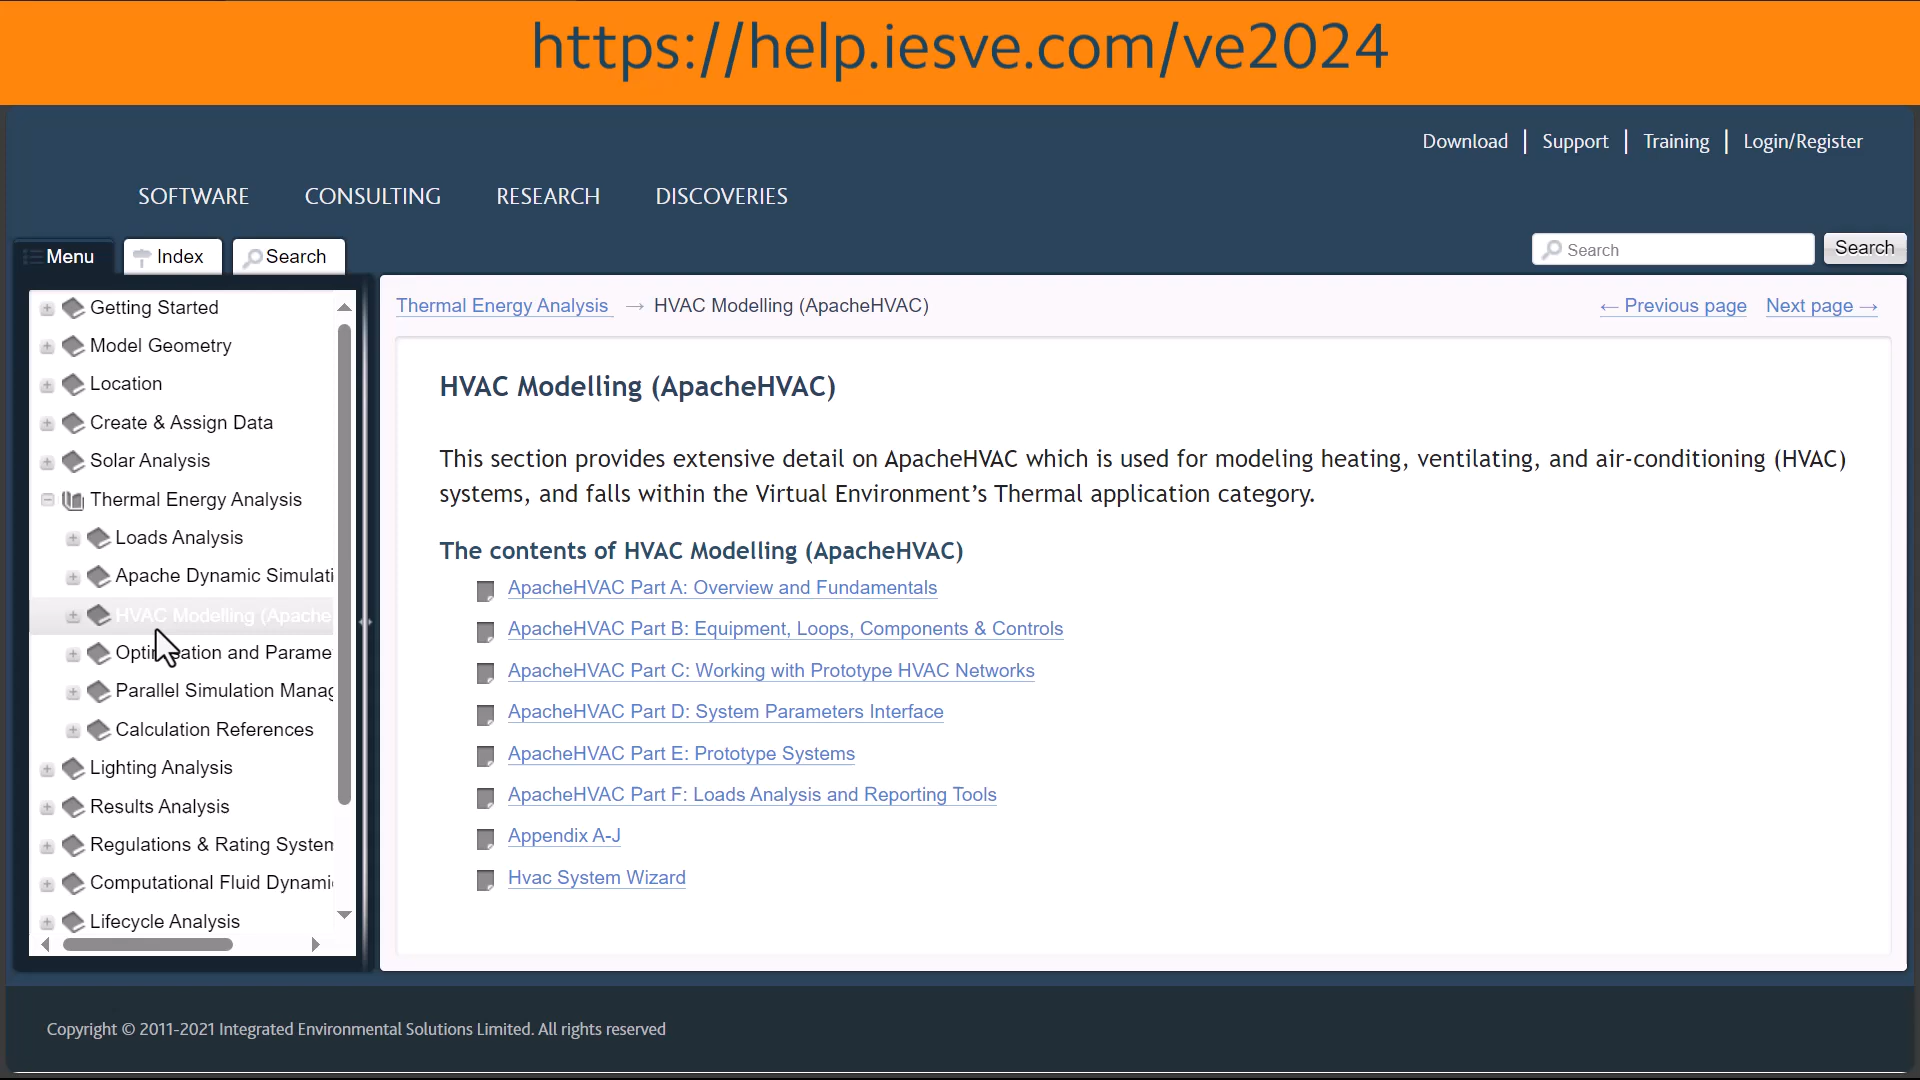 https://help.iesve.com/ve2024
Download | Support | Training | Login/Register
SOFTWARE CONSULTING RESEARCH DISCOVERIES
Menu Index Search
Search Search
Getting Started
Model Geometry
Location
Create & Assign Data
Solar Analysis
Thermal Energy Analysis
Loads Analysis
Apache Dynamic Simulati
HVAC Modelling (Apache
Optimisation and Parame
Parallel Simulation Manag
Calculation References
Lighting Analysis
Results Analysis
Regulations & Rating System
Computational Fluid Dynami
Lifecycle Analysis
Thermal Energy Analysis → HVAC Modelling (ApacheHVAC)
← Previous page Next page →
HVAC Modelling (ApacheHVAC)
This section provides extensive detail on ApacheHVAC which is used for modeling heating, ventilating, and air-conditioning (HVAC)
systems, and falls within the Virtual Environment’s Thermal application category.
The contents of HVAC Modelling (ApacheHVAC)
ApacheHVAC Part A: Overview and Fundamentals
ApacheHVAC Part B: Equipment, Loops, Components & Controls
ApacheHVAC Part C: Working with Prototype HVAC Networks
ApacheHVAC Part D: System Parameters Interface
ApacheHVAC Part E: Prototype Systems
ApacheHVAC Part F: Loads Analysis and Reporting Tools
Appendix A-J
Hvac System Wizard
Copyright © 2011-2021 Integrated Environmental Solutions Limited. All rights reserved